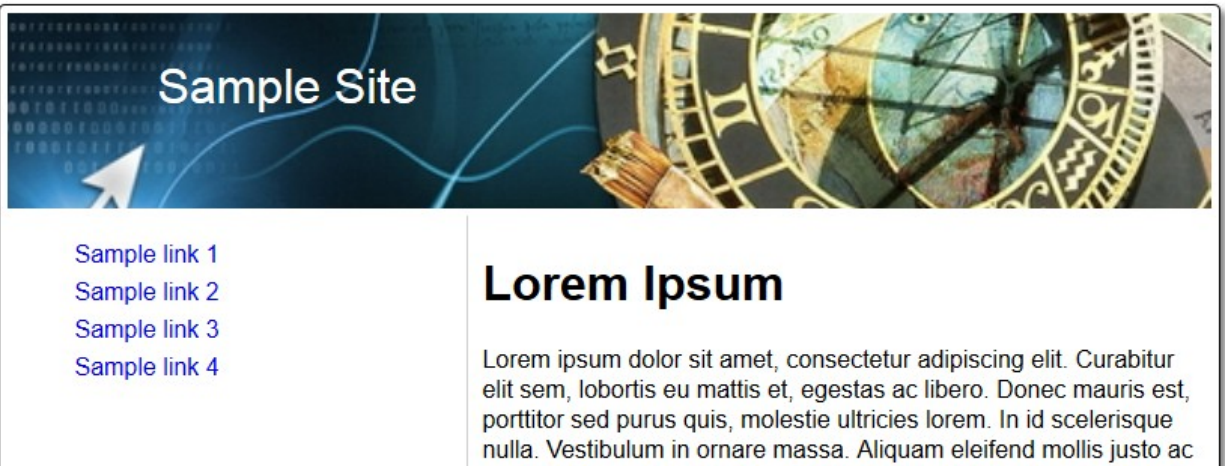 Sample Site
Sample link 1
Sample link 2
Sample link 3
Sample link 4
Lorem Ipsum
Lorem ipsum dolor sit amet, consectetur adipiscing elit. Curabitur
elit sem, lobortis eu mattis et, egestas ac libero. Donec mauris est,
porttitor sed purus quis, molestie ultricies lorem. In id scelerisque
nulla. Vestibulum in ornare massa. Aliquam eleifend mollis justo ac